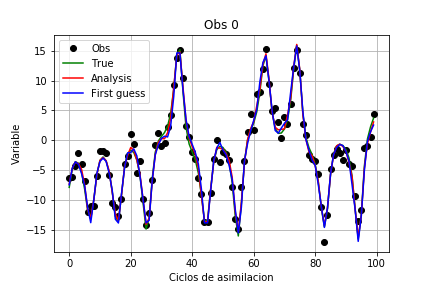 Obs 0
Obs
True
Analysis
First guess
15
10
5
0
−5
−10
−15
Variable
0
20
40
60
80
100
Ciclos de asimilacion